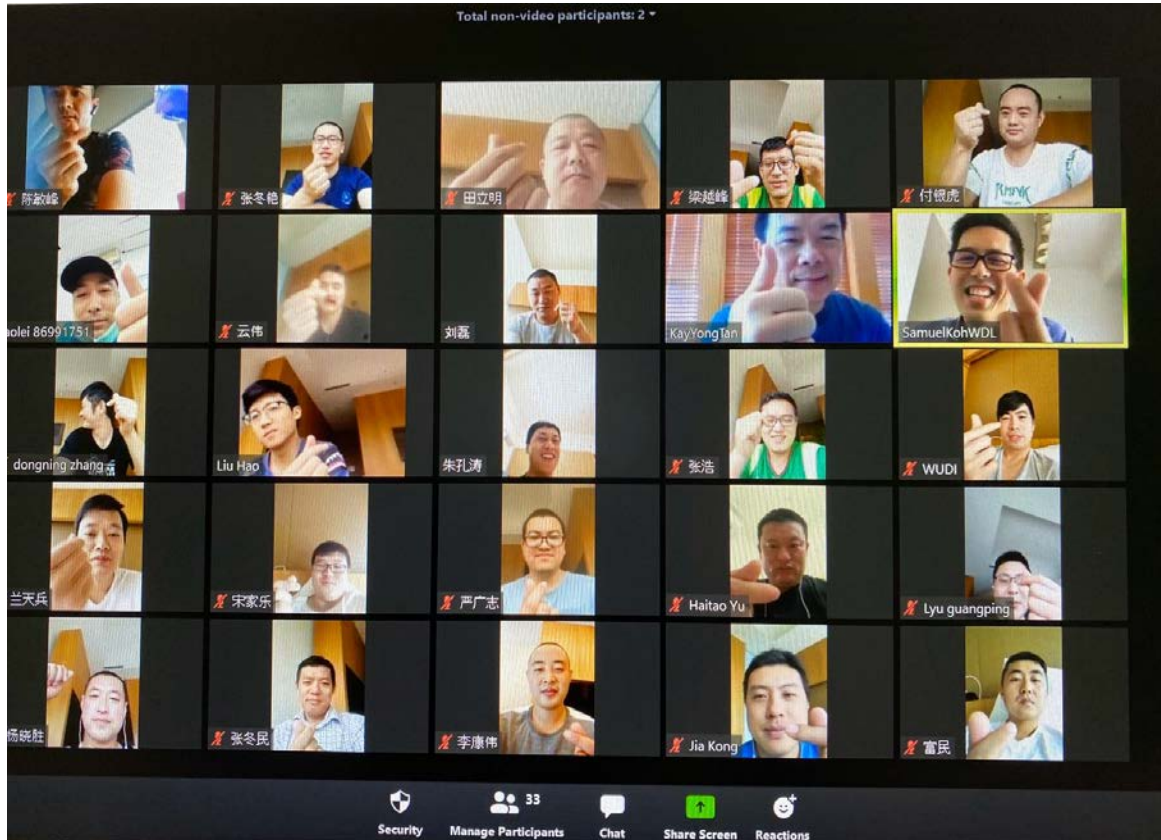 Total non-video participants: 2
陈敏峰
张冬艳
田立明
梁越峰
付银虎
aolei 86991751
云伟
刘磊
KayYongTan
SamuelKohWDL
dongning zhang
Liu Hao
朱孔涛
张浩
WUDI
兰天兵
宋家乐
严广志
Haitao Yu
Lyu guangping
杨晓胜
张冬民
李康伟
Jia Kong
富民
33
Security
Manage Participants
Chat
Share Screen
Reactions